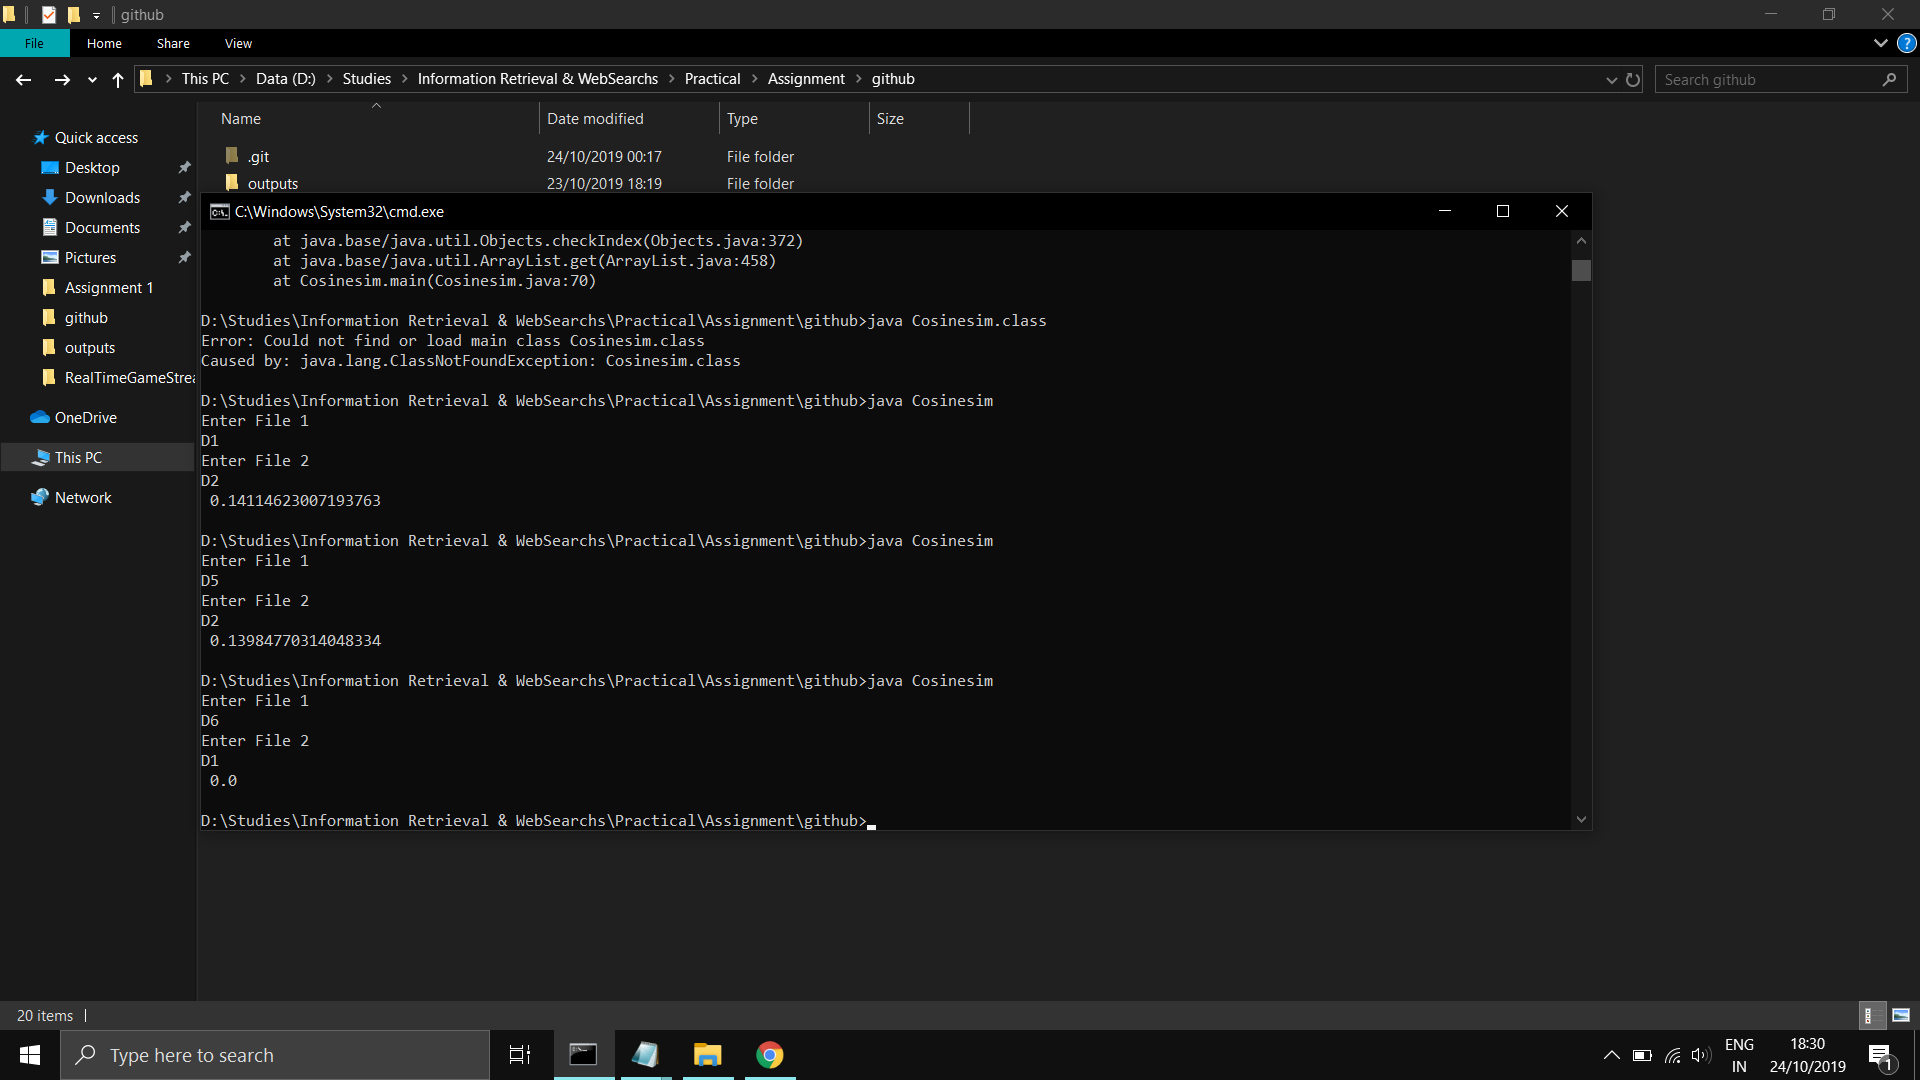 github
File Home Share View
This PC Data (D:) Studies Information Retrieval & WebSearchs Practical Assignment github
Search github
Name Date modified Type Size
.git 24/10/2019 00:17 File folder
outputs 23/10/2019 18:19 File folder
Quick access
Desktop
Downloads
Documents
Pictures
Assignment 1
github
outputs
RealTimeGameStrea
OneDrive
This PC
Network
C:\Windows\System32\cmd.exe
at java.base/java.util.Objects.checkIndex(Objects.java:372)
at java.base/java.util.ArrayList.get(ArrayList.java:458)
at Cosinesim.main(Cosinesim.java:70)
D:\Studies\Information Retrieval & WebSearchs\Practical\Assignment\github>java Cosinesim.class
Error: Could not find or load main class Cosinesim.class
Caused by: java.lang.ClassNotFoundException: Cosinesim.class
D:\Studies\Information Retrieval & WebSearchs\Practical\Assignment\github>java Cosinesim
Enter File 1
D1
Enter File 2
D2
0.14114623007193763
D:\Studies\Information Retrieval & WebSearchs\Practical\Assignment\github>java Cosinesim
Enter File 1
D5
Enter File 2
D2
0.13984770314048334
D:\Studies\Information Retrieval & WebSearchs\Practical\Assignment\github>java Cosinesim
Enter File 1
D6
Enter File 2
D1
0.0
D:\Studies\Information Retrieval & WebSearchs\Practical\Assignment\github>
20 items
Type here to search
ENG
IN
18:30
24/10/2019
1